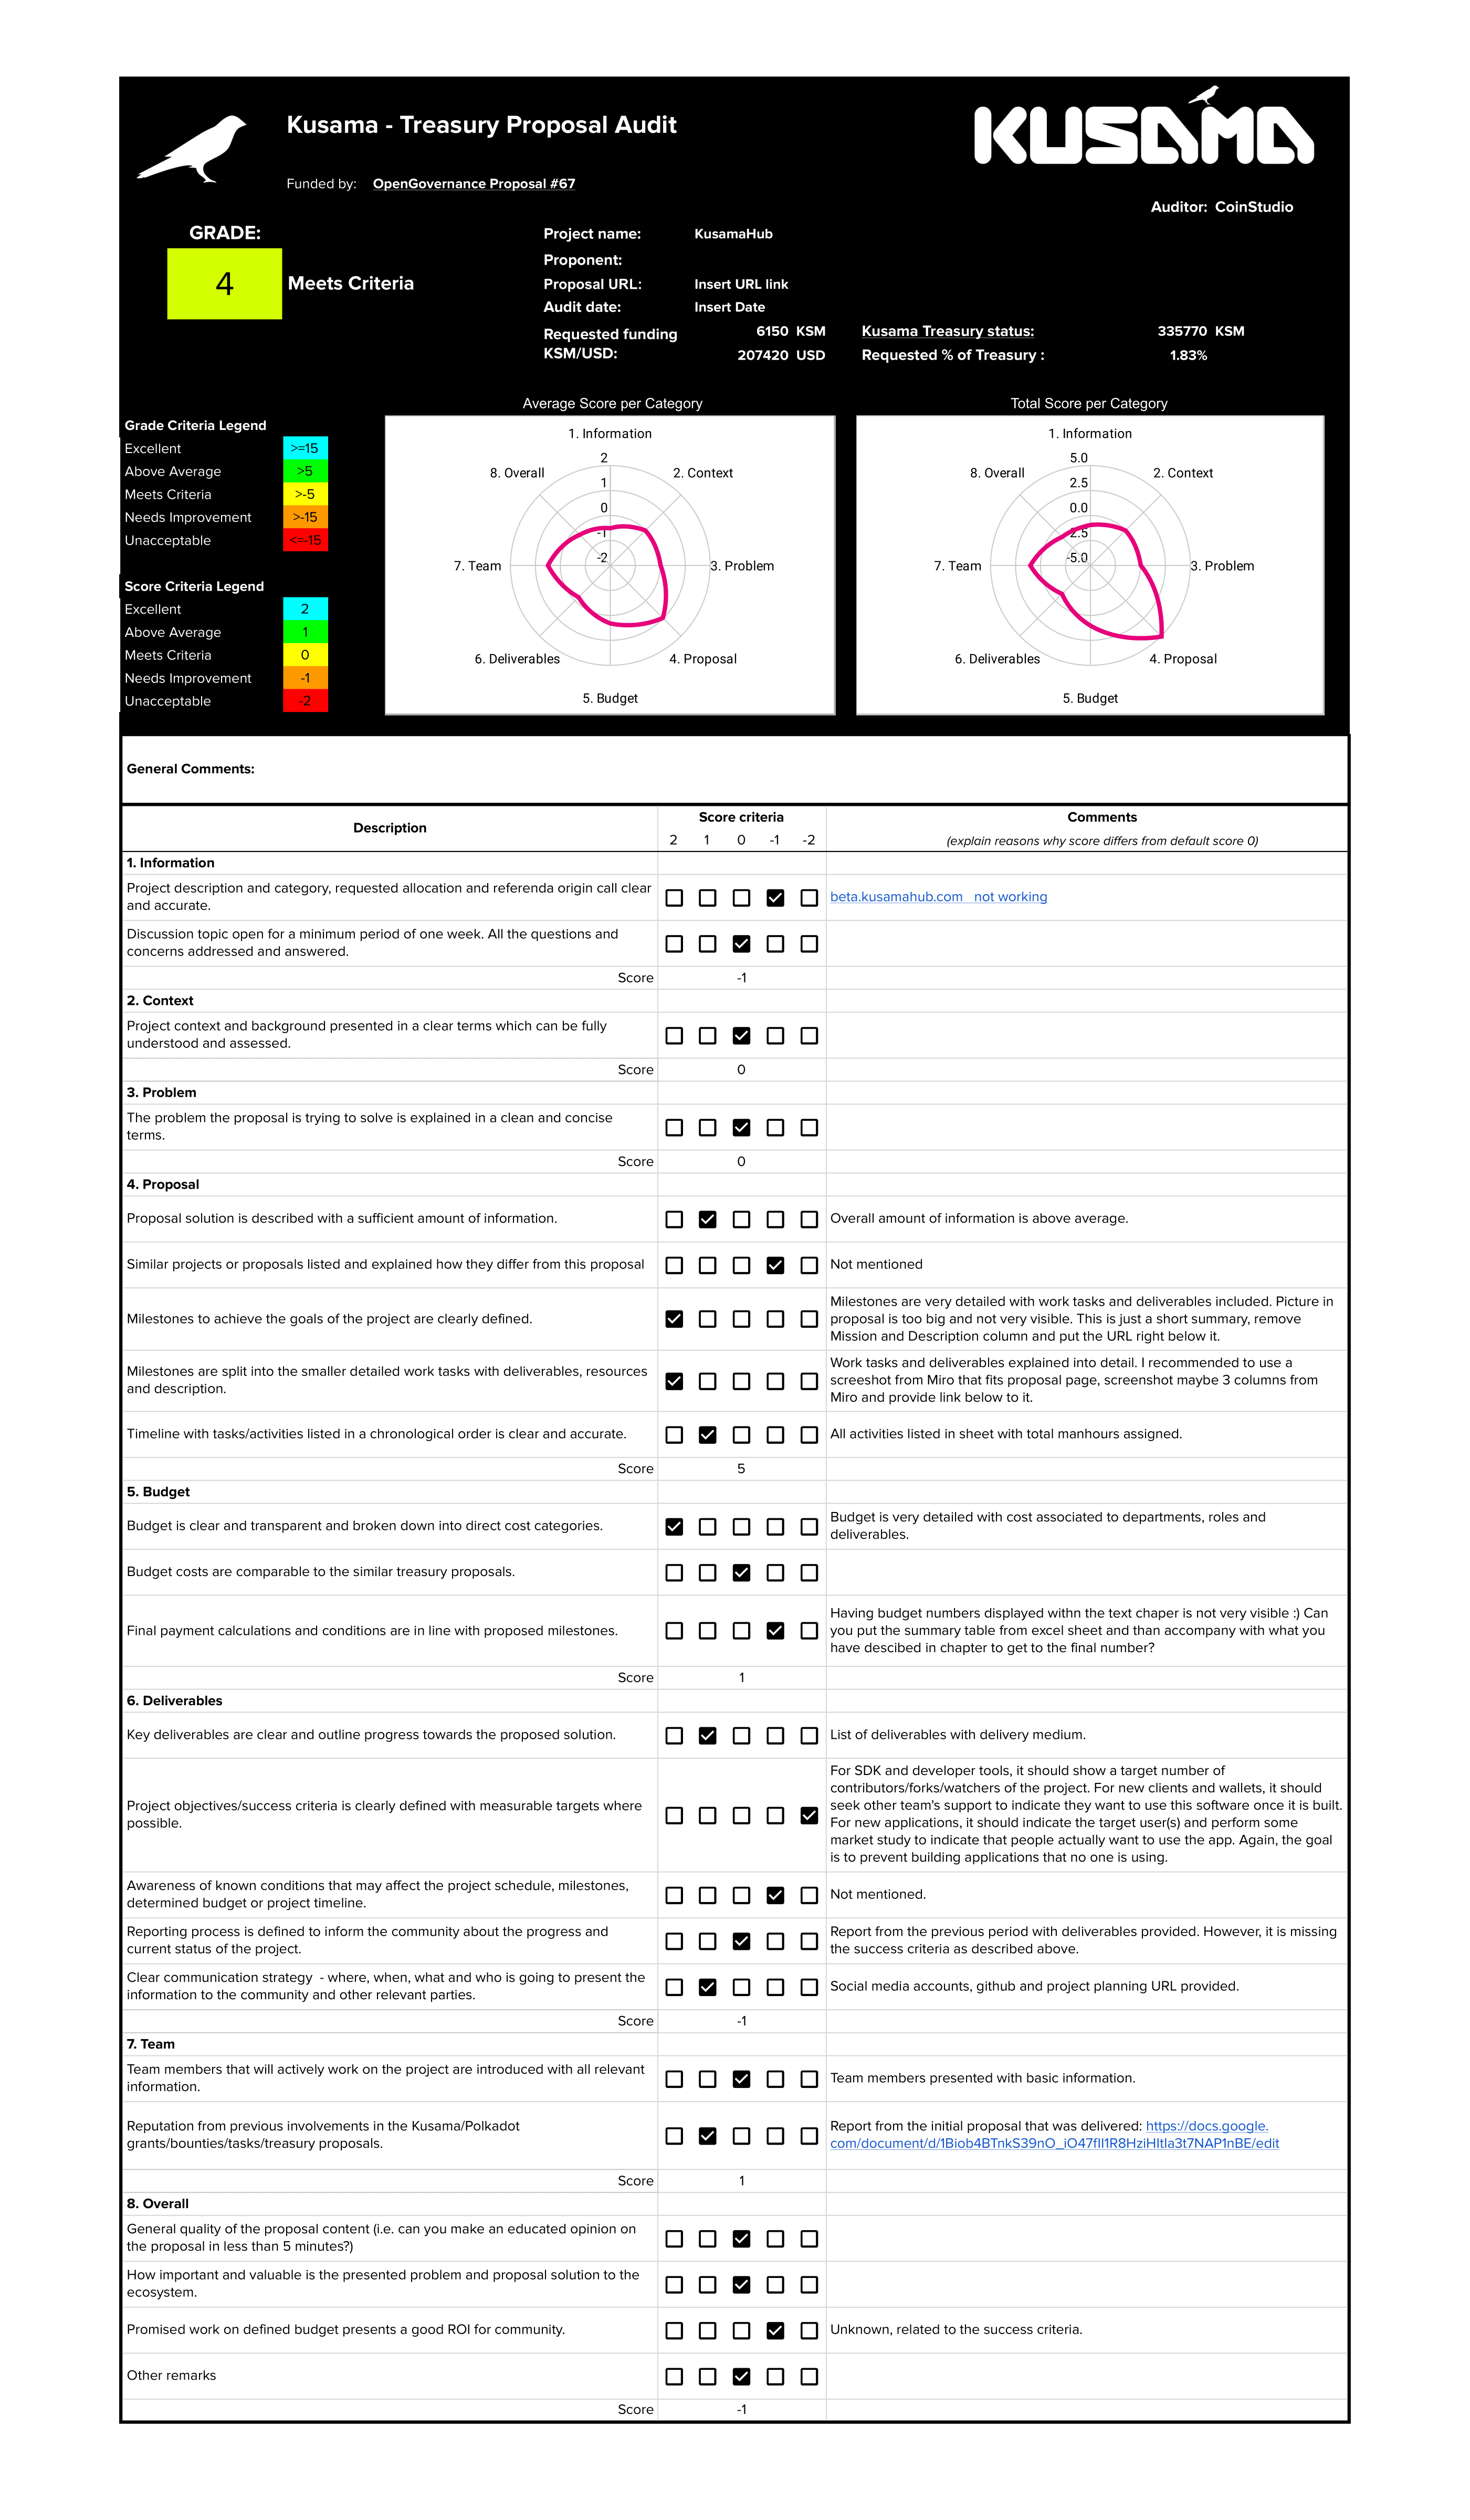 Kusama - Treasury Proposal Audit
KUSAMA
Funded by: OpenGovernance Proposal #67
Auditor: CoinStudio
GRADE:
4
Meets Criteria
Project name: KusamaHub
Proponent:
Proposal URL: Insert URL link
Audit date: Insert Date
Requested funding 6150 KSM
KSM/USD: 207420 USD
Kusama Treasury status: 335770 KSM
Requested % of Treasury : 1.83%
Grade Criteria Legend
Excellent >=15
Above Average >5
Meets Criteria >-5
Needs Improvement >-15
Unacceptable <=-15
Score Criteria Legend
Excellent 2
Above Average 1
Meets Criteria 0
Needs Improvement -1
Unacceptable -2
Average Score per Category
1. Information
2
8. Overall
2. Context
1
0
-1
-2
7. Team
3. Problem
6. Deliverables
4. Proposal
5. Budget
Total Score per Category
1. Information
5.0
8. Overall
2. Context
2.5
0.0
-2.5
-5.0
7. Team
3. Problem
6. Deliverables
4. Proposal
5. Budget
General Comments:
Description
Score criteria
2 1 0 -1 -2
Comments
(explain reasons why score differs from default score 0)
1. Information
Project description and category, requested allocation and referenda origin call clear
and accurate.
beta.kusamahub.com not working
Discussion topic open for a minimum period of one week. All the questions and
concerns addressed and answered.
Score -1
2. Context
Project context and background presented in a clear terms which can be fully
understood and assessed.
Score 0
3. Problem
The problem the proposal is trying to solve is explained in a clean and concise
terms.
Score 0
4. Proposal
Proposal solution is described with a sufficient amount of information.
Overall amount of information is above average.
Similar projects or proposals listed and explained how they differ from this proposal
Not mentioned
Milestones to achieve the goals of the project are clearly defined.
Milestones are very detailed with work tasks and deliverables included. Picture in
proposal is too big and not very visible. This is just a short summary, remove
Mission and Description column and put the URL right below it.
Milestones are split into the smaller detailed work tasks with deliverables, resources
and description.
Work tasks and deliverables explained into detail. I recommended to use a
screeshot from Miro that fits proposal page, screenshot maybe 3 columns from
Miro and provide link below to it.
Timeline with tasks/activities listed in a chronological order is clear and accurate.
All activities listed in sheet with total manhours assigned.
Score 5
5. Budget
Budget is clear and transparent and broken down into direct cost categories.
Budget is very detailed with cost associated to departments, roles and
deliverables.
Budget costs are comparable to the similar treasury proposals.
Final payment calculations and conditions are in line with proposed milestones.
Having budget numbers displayed withn the text chaper is not very visible :) Can
you put the summary table from excel sheet and than accompany with what you
have descibed in chapter to get to the final number?
Score 1
6. Deliverables
Key deliverables are clear and outline progress towards the proposed solution.
List of deliverables with delivery medium.
Project objectives/success criteria is clearly defined with measurable targets where
possible.
For SDK and developer tools, it should show a target number of
contributors/forks/watchers of the project. For new clients and wallets, it should
seek other team's support to indicate they want to use this software once it is built.
For new applications, it should indicate the target user(s) and perform some
market study to indicate that people actually want to use the app. Again, the goal
is to prevent building applications that no one is using.
Awareness of known conditions that may affect the project schedule, milestones,
determined budget or project timeline.
Not mentioned.
Reporting process is defined to inform the community about the progress and
current status of the project.
Report from the previous period with deliverables provided. However, it is missing
the success criteria as described above.
Clear communication strategy - where, when, what and who is going to present the
information to the community and other relevant parties.
Social media accounts, github and project planning URL provided.
Score -1
7. Team
Team members that will actively work on the project are introduced with all relevant
information.
Team members presented with basic information.
Reputation from previous involvements in the Kusama/Polkadot
grants/bounties/tasks/treasury proposals.
Report from the initial proposal that was delivered: https://docs.google.
com/document/d/1Biob4BTnkS39nO_iO47fIl1R8HziHItIa3t7NAP1nBE/edit
Score 1
8. Overall
General quality of the proposal content (i.e. can you make an educated opinion on
the proposal in less than 5 minutes?)
How important and valuable is the presented problem and proposal solution to the
ecosystem.
Promised work on defined budget presents a good ROI for community.
Unknown, related to the success criteria.
Other remarks
Score -1